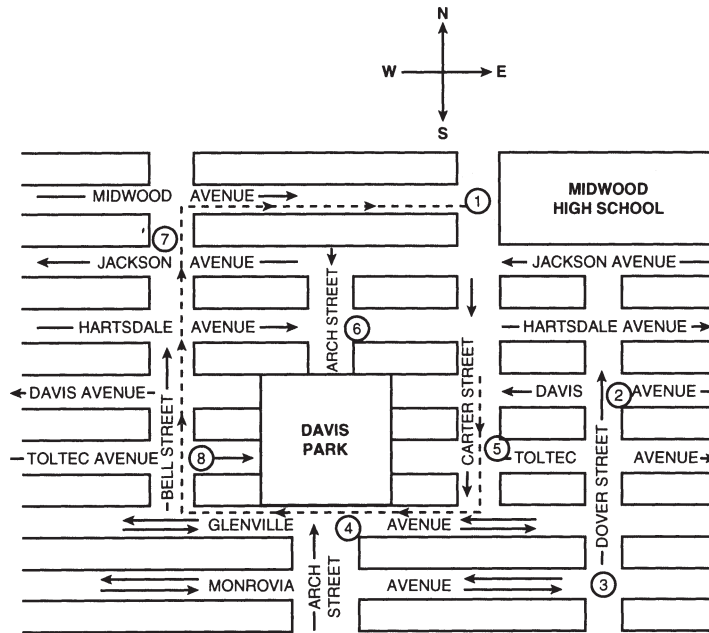 N
W E
S
MIDWOOD AVENUE
1
MIDWOOD
HIGH SCHOOL
7
JACKSON AVENUE
JACKSON AVENUE
ARCH STREET
HARTSDALE AVENUE
6
HARTSDALE AVENUE
CARTER STREET
DAVIS AVENUE
BELL STREET
DAVIS
PARK
DAVIS AVENUE
2
DOVER STREET
TOLTEC AVENUE
8
5
TOLTEC AVENUE
GLENVILLE AVENUE
4
MONROVIA AVENUE
ARCH
STREET
3